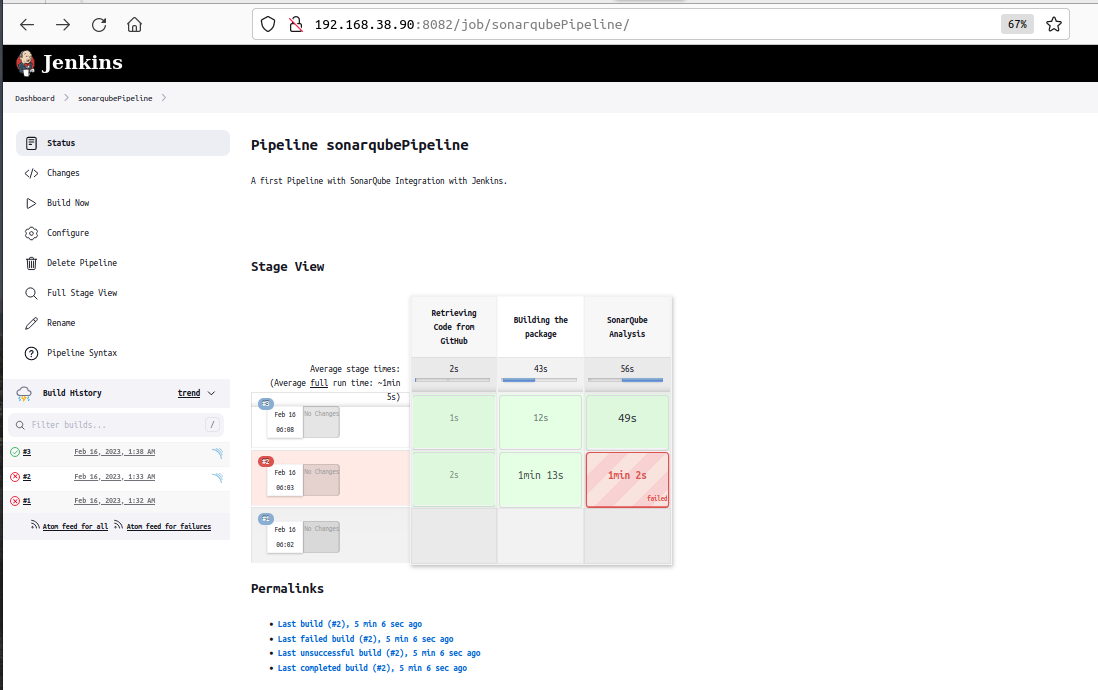 192.168.38.90:8082/job/sonarqubePipeline/
67%
Jenkins
Dashboard
sonarqubePipeline
Status
Changes
Build Now
Configure
Delete Pipeline
Full Stage View
Rename
Pipeline Syntax
Build History
trend
Filter builds...
/
#3
Feb 16, 2023, 1:38 AM
#2
Feb 16, 2023, 1:33 AM
#1
Feb 16, 2023, 1:32 AM
Atom feed for all
Atom feed for failures
Pipeline sonarqubePipeline
A first Pipeline with SonarQube Integration with Jenkins.
Stage View
Retrieving
Code from
GitHub
BUilding the
package
SonarQube
Analysis
Average stage times:
(Average full run time: ~1min
5s)
2s
43s
56s
#3
Feb 16
06:08
No Changes
1s
12s
49s
#2
Feb 16
06:03
No Changes
2s
1min 13s
1min 2s
failed
#1
Feb 16
06:02
No Changes
Permalinks
Last build (#2), 5 min 6 sec ago
Last failed build (#2), 5 min 6 sec ago
Last unsuccessful build (#2), 5 min 6 sec ago
Last completed build (#2), 5 min 6 sec ago